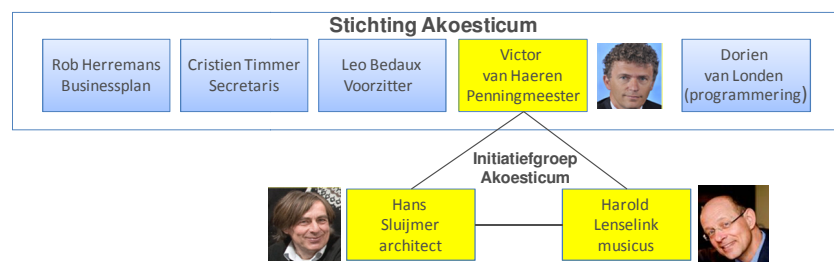 Stichting Akoesticum
Rob Herremans
Businessplan
Cristien Timmer
Secretaris
Leo Bedaux
Voorzitter
Victor
van Haeren
Penningmeester
Dorien
van Londen
(programmering)
Initiatiefgroep
Akoesticum
Hans
Sluijmer
architect
Harold
Lenselink
musicus